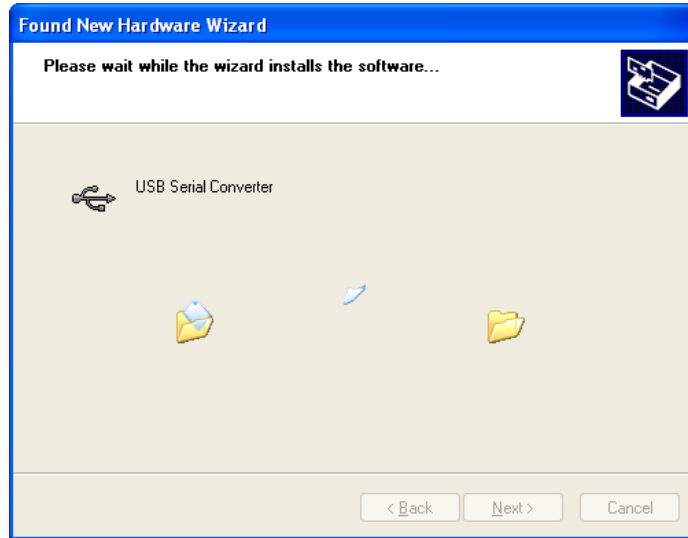 Found New Hardware Wizard
Please wait while the wizard installs the software...
USB Serial Converter
< Back
Next >
Cancel